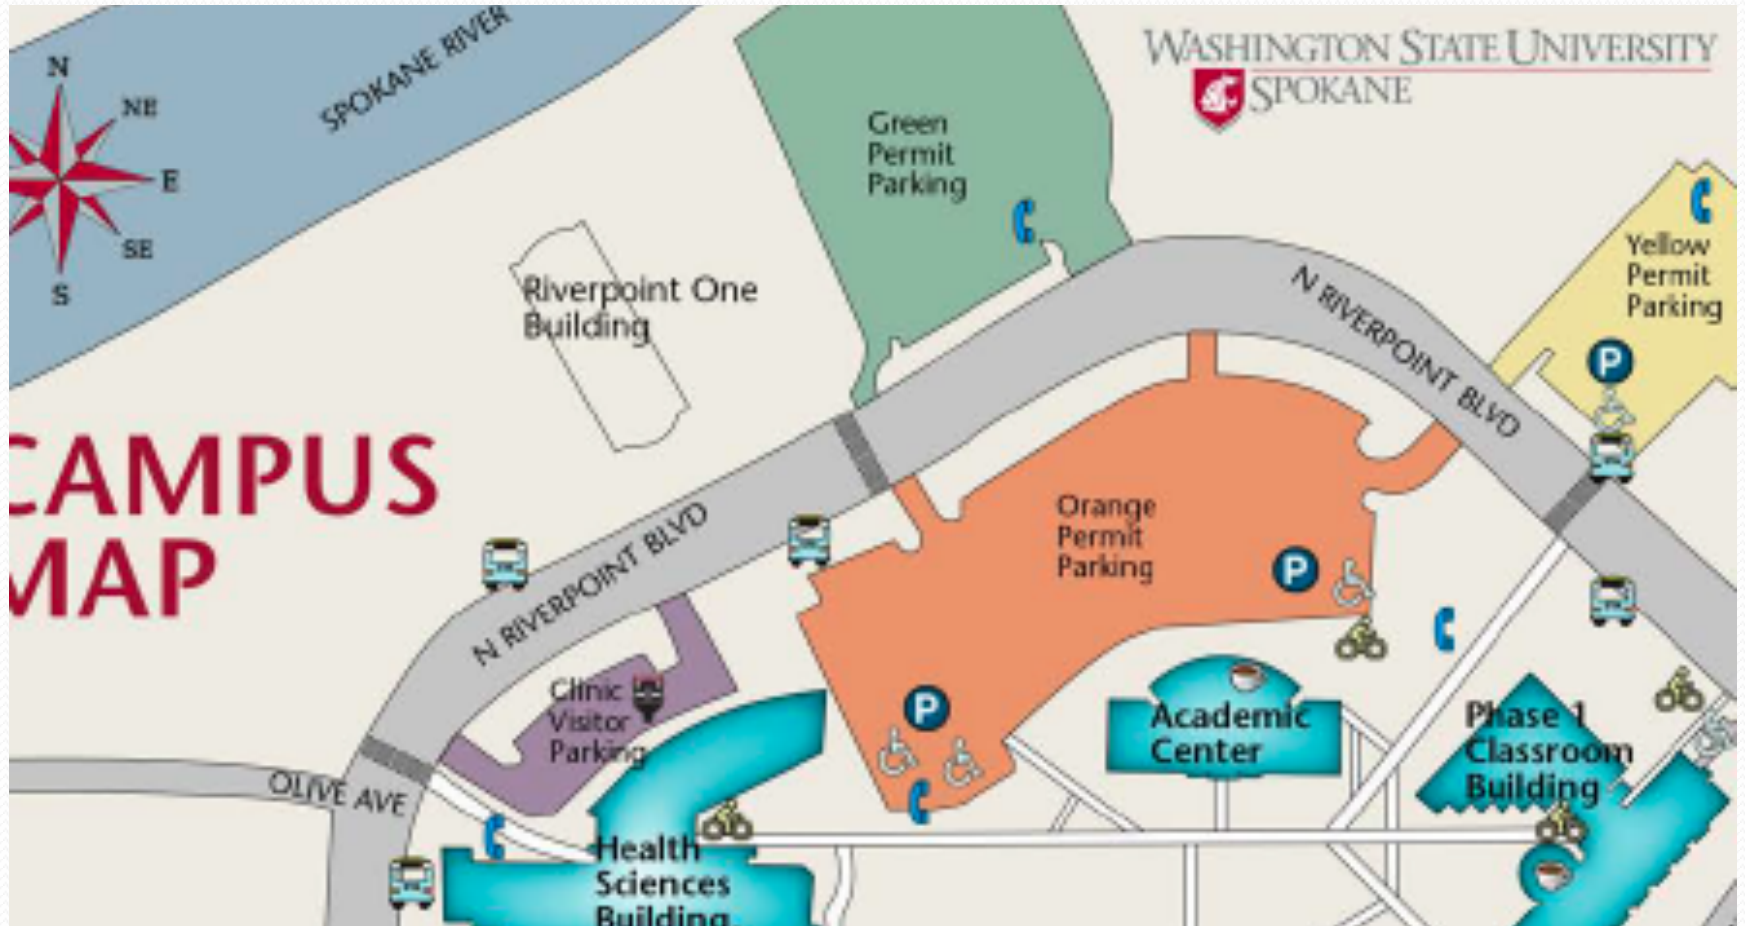 N
NE
E
SE
S
SPOKANE RIVER
WASHINGTON STATE UNIVERSITY
SPOKANE
Green
Permit
Parking
Yellow
Permit
Parking
P
Riverpoint One
Building
N RIVERPOINT BLVD
CAMPUS
MAP
N RIVERPOINT BLVD
Orange
Permit
Parking
P
Clinic
Visitor
Parking
P
Academic
Center
Phase 1
Classroom
Building
OLIVE AVE
Health
Sciences
Building